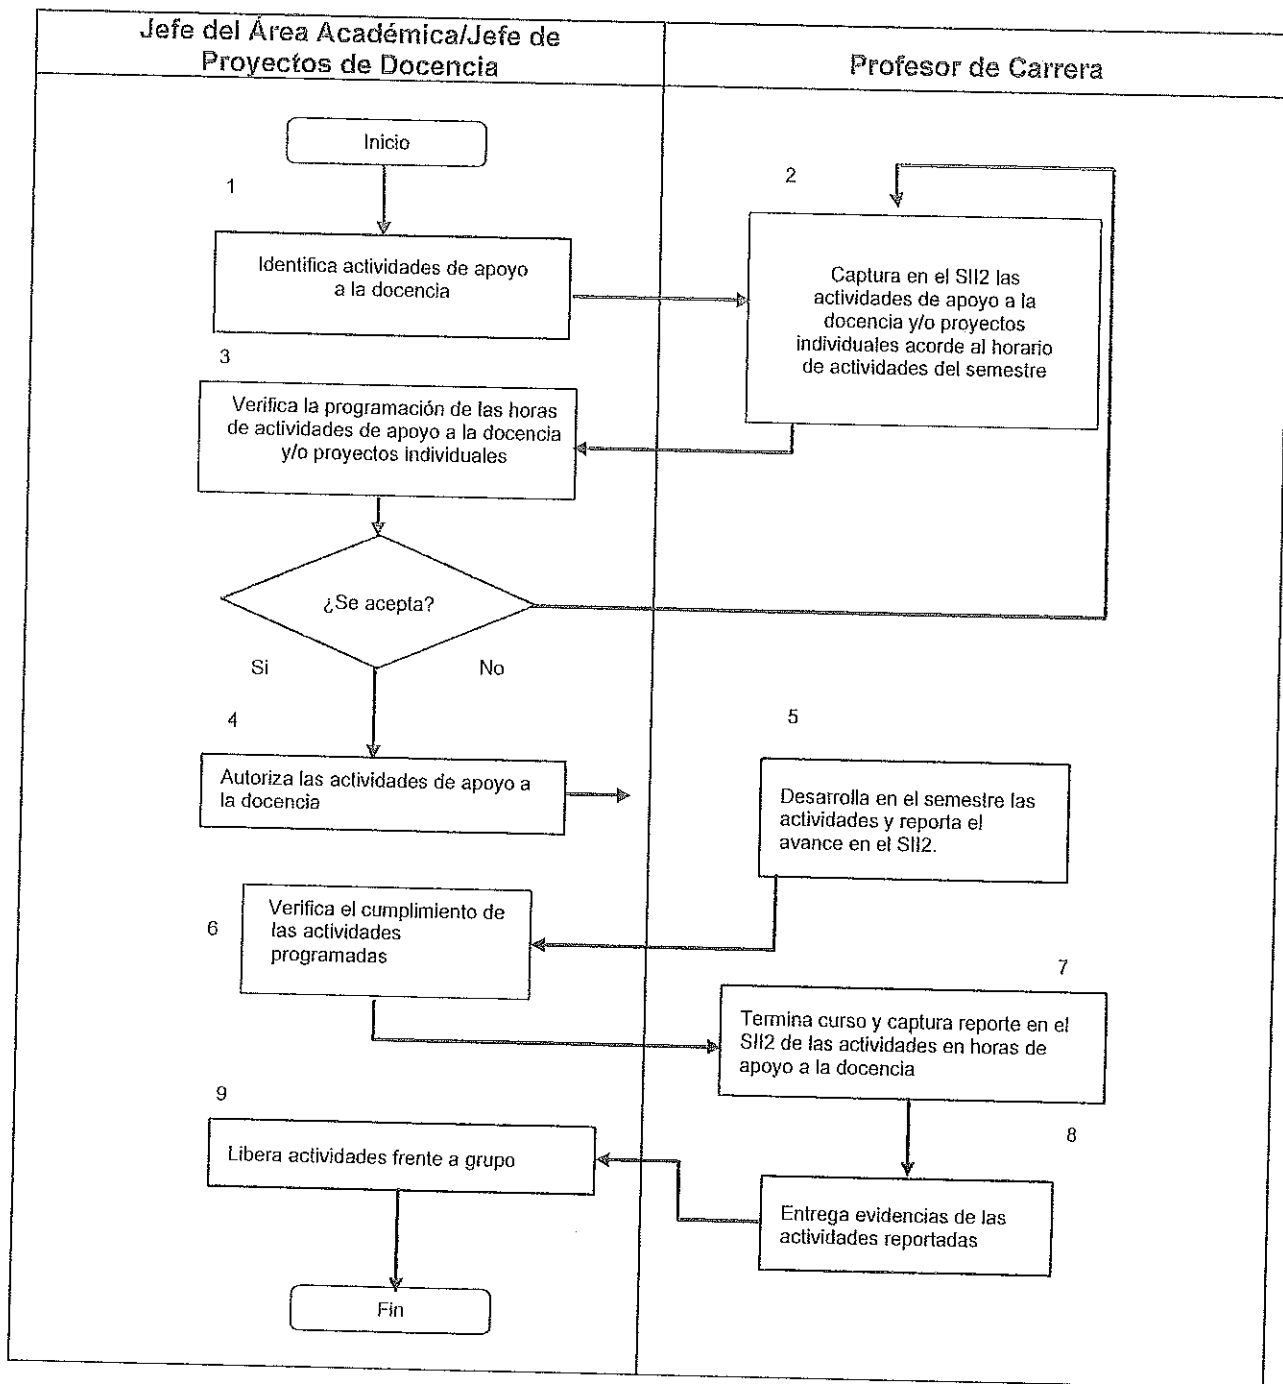 Jefe del Área Académica/Jefe de
Proyectos de Docencia
Profesor de Carrera
Inicio
1
Identifica actividades de apoyo
a la docencia
2
Captura en el SII2 las
actividades de apoyo a la
docencia y/o proyectos
individuales acorde al horario
de actividades del semestre
3
Verifica la programación de las horas
de actividades de apoyo a la docencia
y/o proyectos individuales
¿Se acepta?
Si
No
4
Autoriza las actividades de apoyo a
la docencia
5
Desarrolla en el semestre las
actividades y reporta el
avance en el SII2.
6
Verifica el cumplimiento de
las actividades
programadas
7
Termina curso y captura reporte en el
SII2 de las actividades en horas de
apoyo a la docencia
8
Entrega evidencias de las
actividades reportadas
9
Libera actividades frente a grupo
Fin